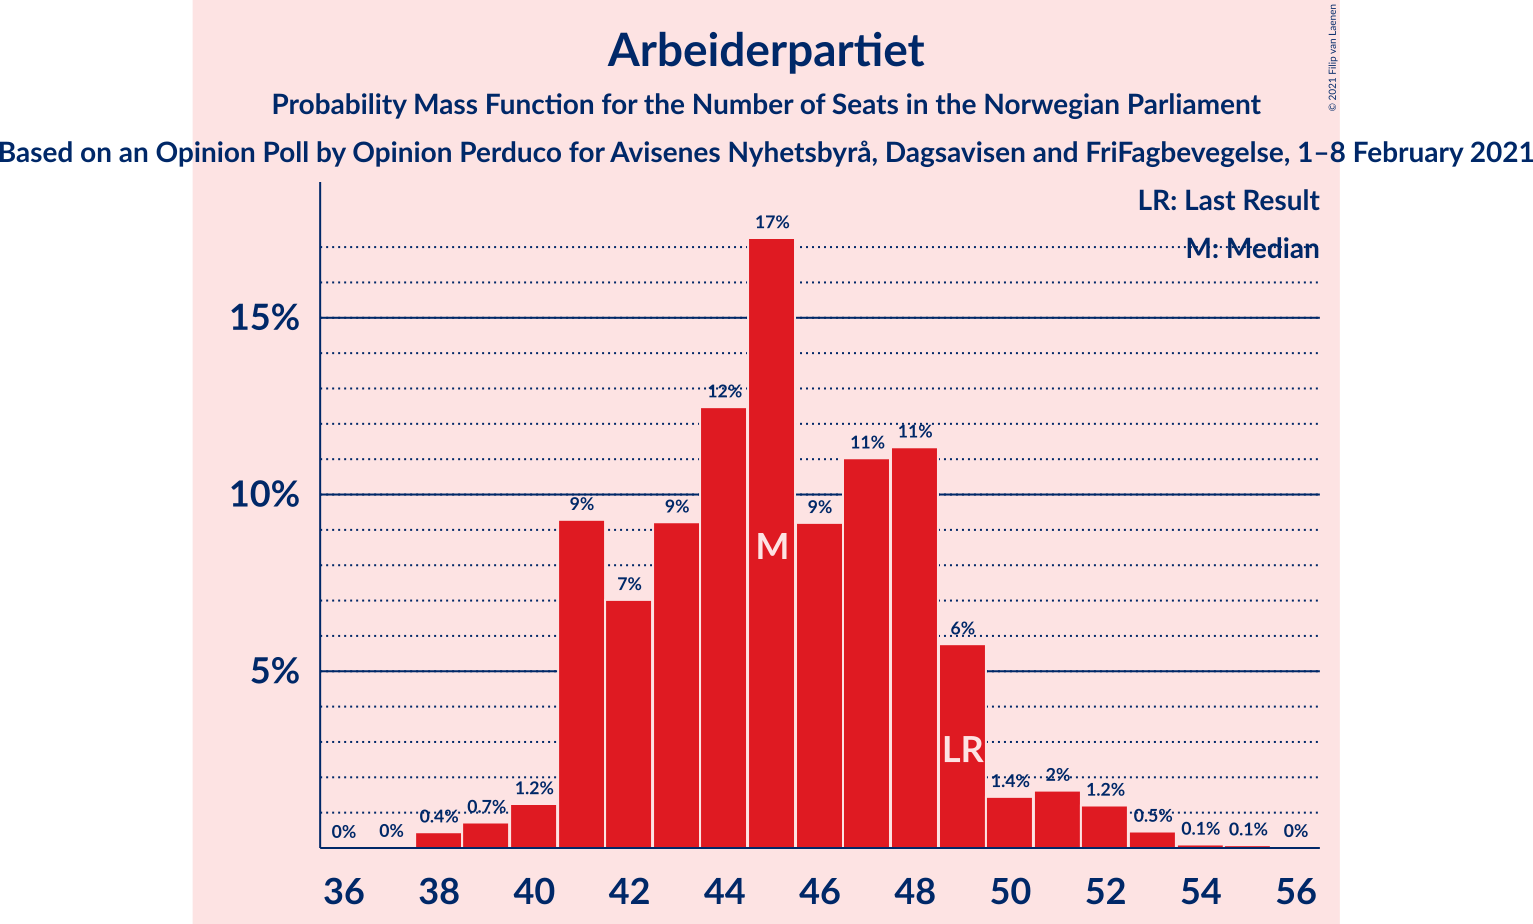 Arbeiderpartiet
Probability Mass Function for the Number of Seats in the Norwegian Parliament
Based on an Opinion Poll by Opinion Perduco for Avisenes Nyhetsbyrå, Dagsavisen and FriFagbevegelse, 1–8 February 2021
© 2021 Filip van Laenen
LR: Last Result
M: Median
15%
10%
5%
0%
0%
0.4%
0.7%
1.2%
9%
7%
9%
12%
17%
M
9%
11%
11%
6%
LR
1.4%
2%
1.2%
0.5%
0.1%
0.1%
0%
36 38 40 42 44 46 48 50 52 54 56